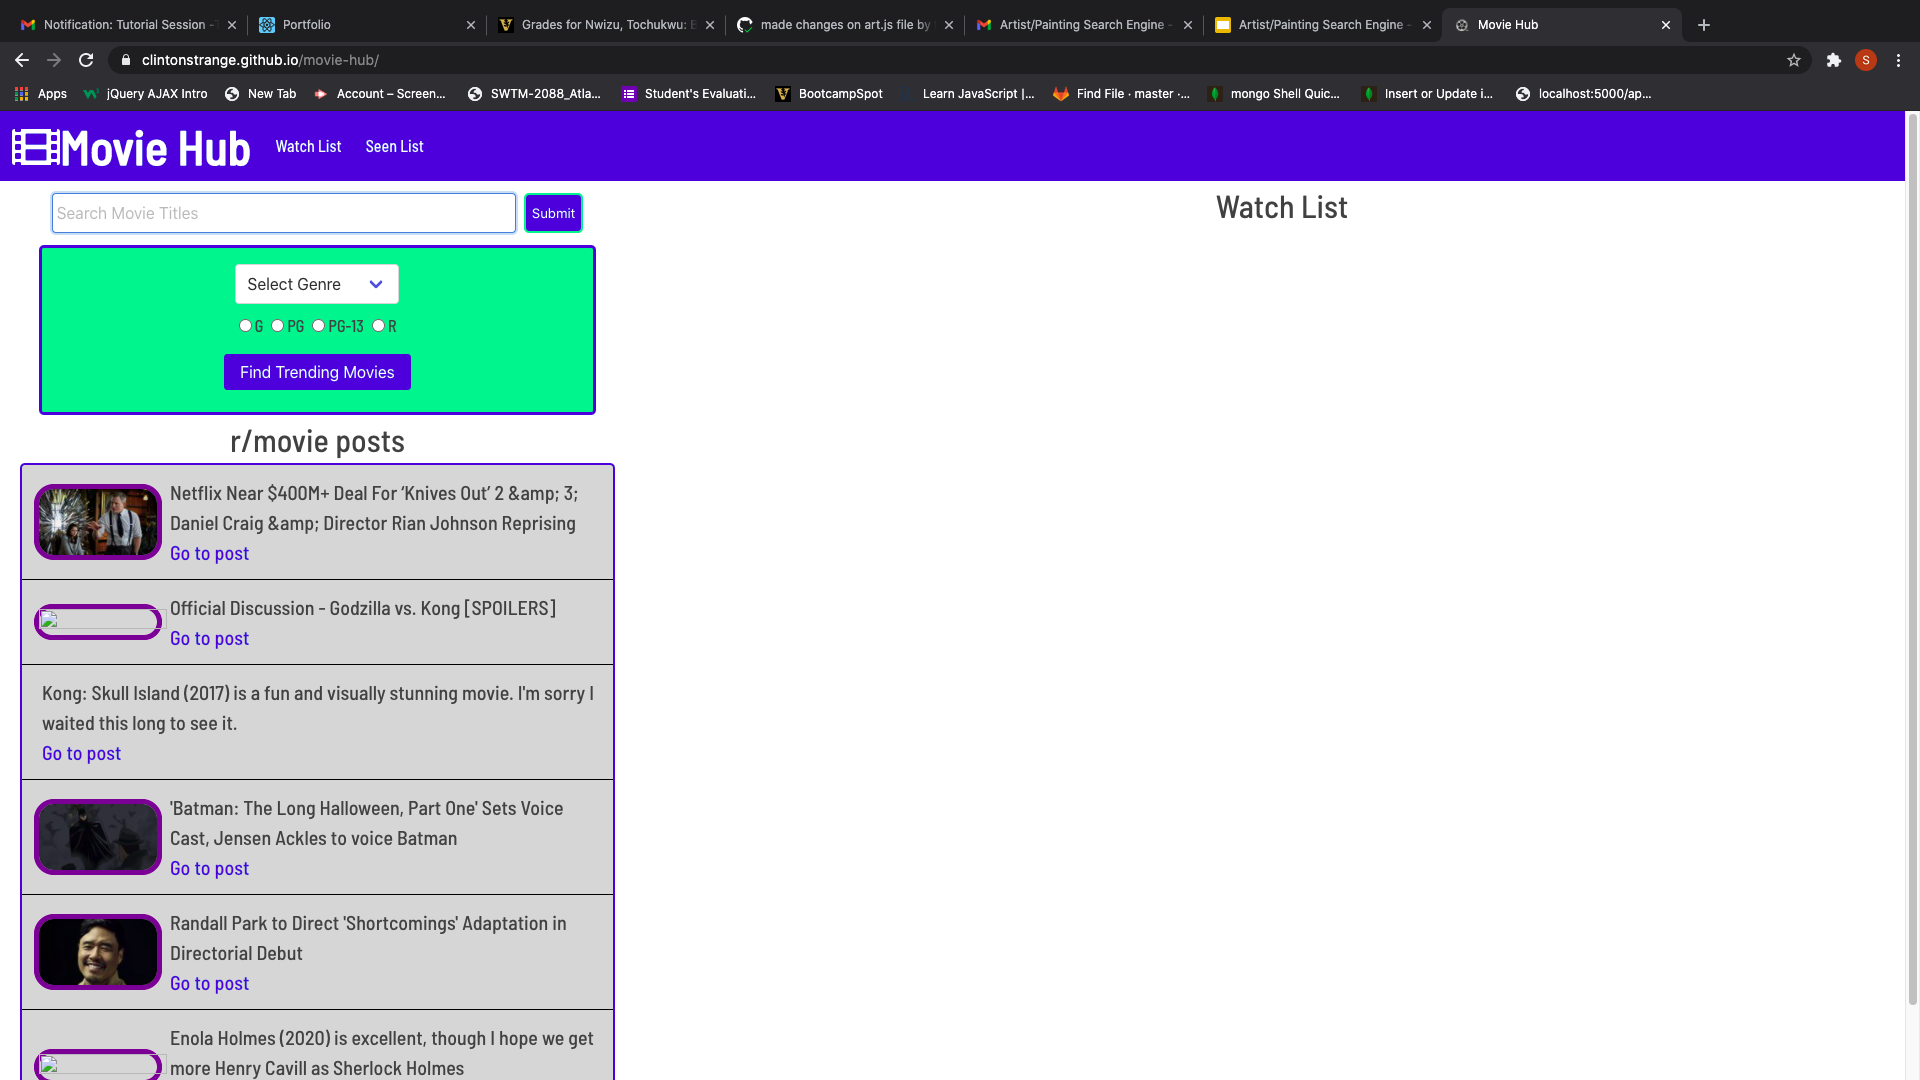 Notification: Tutorial Session -
Portfolio
Grades for Nwizu, Tochukwu: B
made changes on art.js file by
Artist/Painting Search Engine -
Artist/Painting Search Engine -
Movie Hub
clintonstrange.github.io/movie-hub/
S
Apps
jQuery AJAX Intro
New Tab
Account – Screen...
SWTM-2088_Atla...
Student's Evaluati...
BootcampSpot
Learn JavaScript |...
Find File · master ·...
mongo Shell Quic...
Insert or Update i...
localhost:5000/ap...
Movie Hub
Watch List
Seen List
Search Movie Titles
Submit
Watch List
Select Genre
G PG PG-13 R
Find Trending Movies
r/movie posts
Netflix Near $400M+ Deal For ‘Knives Out’ 2 &amp; 3;
Daniel Craig &amp; Director Rian Johnson Reprising
Go to post
Official Discussion - Godzilla vs. Kong [SPOILERS]
Go to post
Kong: Skull Island (2017) is a fun and visually stunning movie. I'm sorry I
waited this long to see it.
Go to post
'Batman: The Long Halloween, Part One' Sets Voice
Cast, Jensen Ackles to voice Batman
Go to post
Randall Park to Direct 'Shortcomings' Adaptation in
Directorial Debut
Go to post
Enola Holmes (2020) is excellent, though I hope we get
more Henry Cavill as Sherlock Holmes